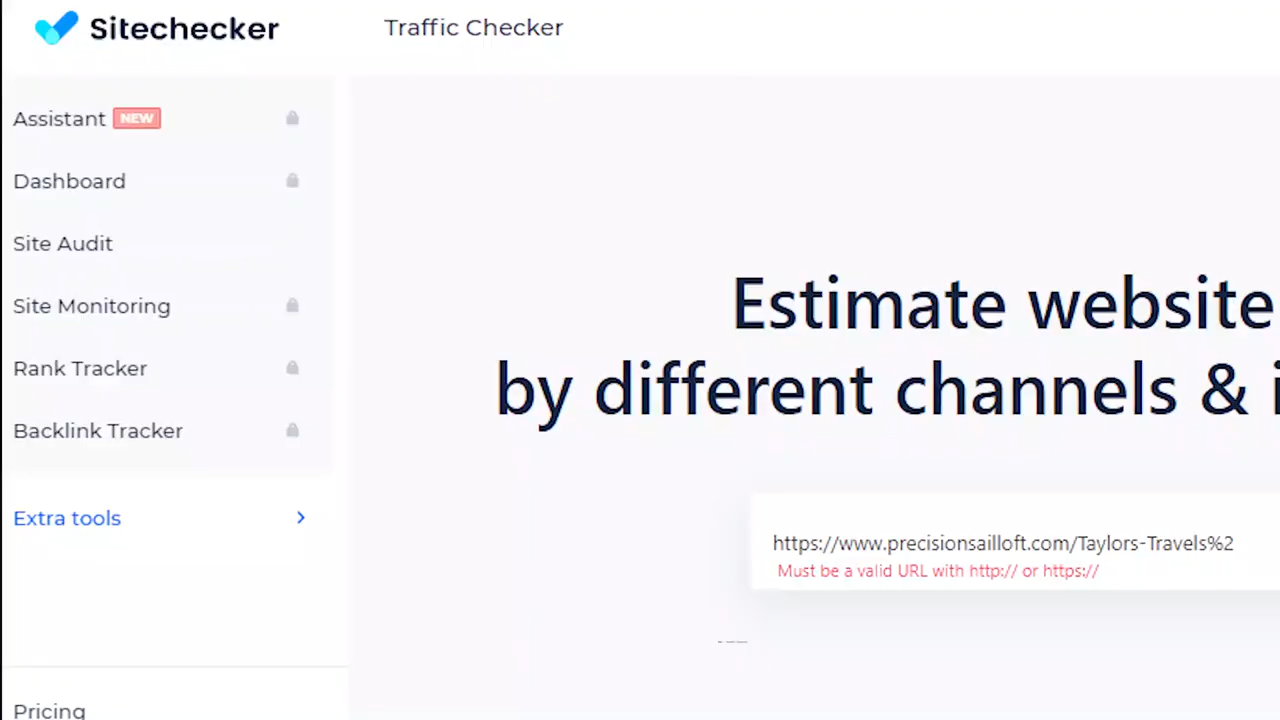 Sitechecker
Traffic Checker
Assistant NEW
Dashboard
Site Audit
Site Monitoring
Rank Tracker
Backlink Tracker
Extra tools
Pricing
Estimate website
by different channels &
https://www.precisionsailloft.com/Taylors-Travels%2
Must be a valid URL with http:// or https://